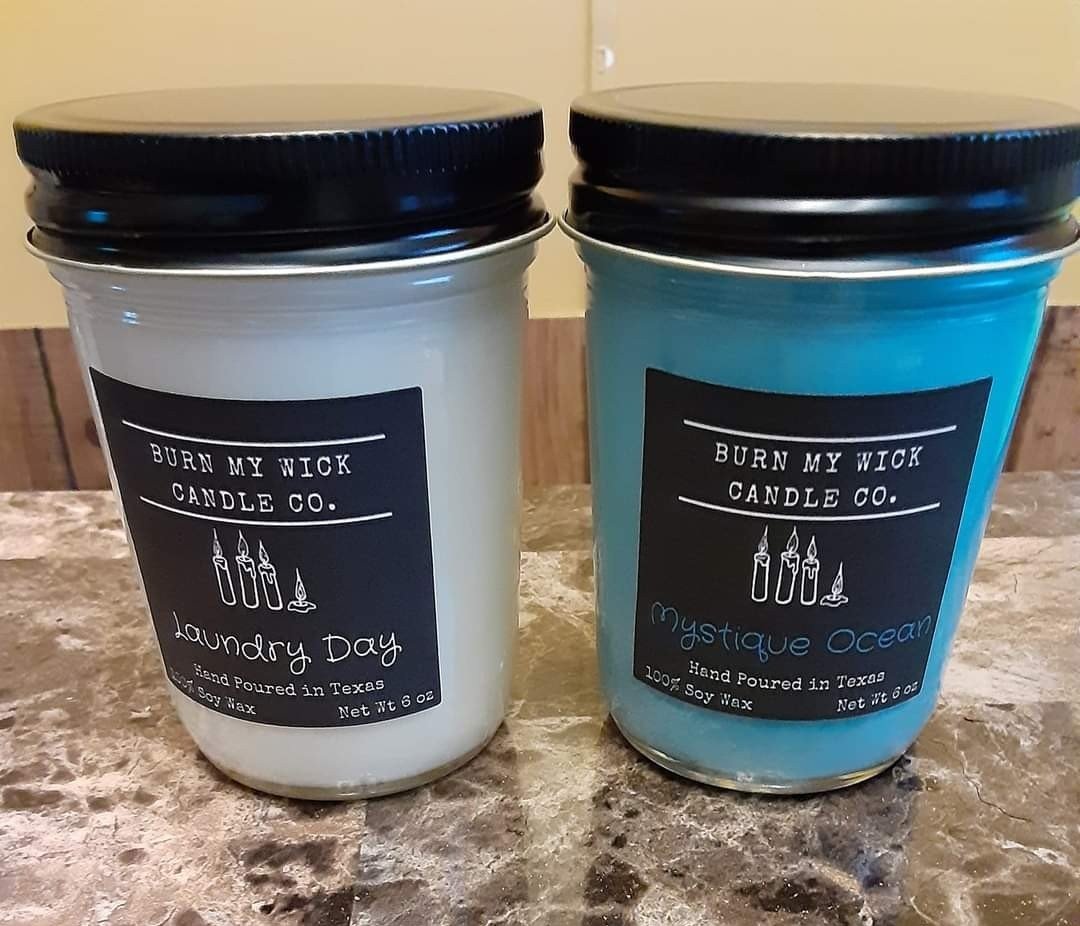 BURN MY WICK
CANDLE CO.
Laundry Day
Hand Poured in Texas
100% Soy Wax
Net Wt 6 oz
BURN MY WICK
CANDLE CO.
Mystique Ocean
Hand Poured in Texas
100% Soy Wax
Net Wt 6 oz